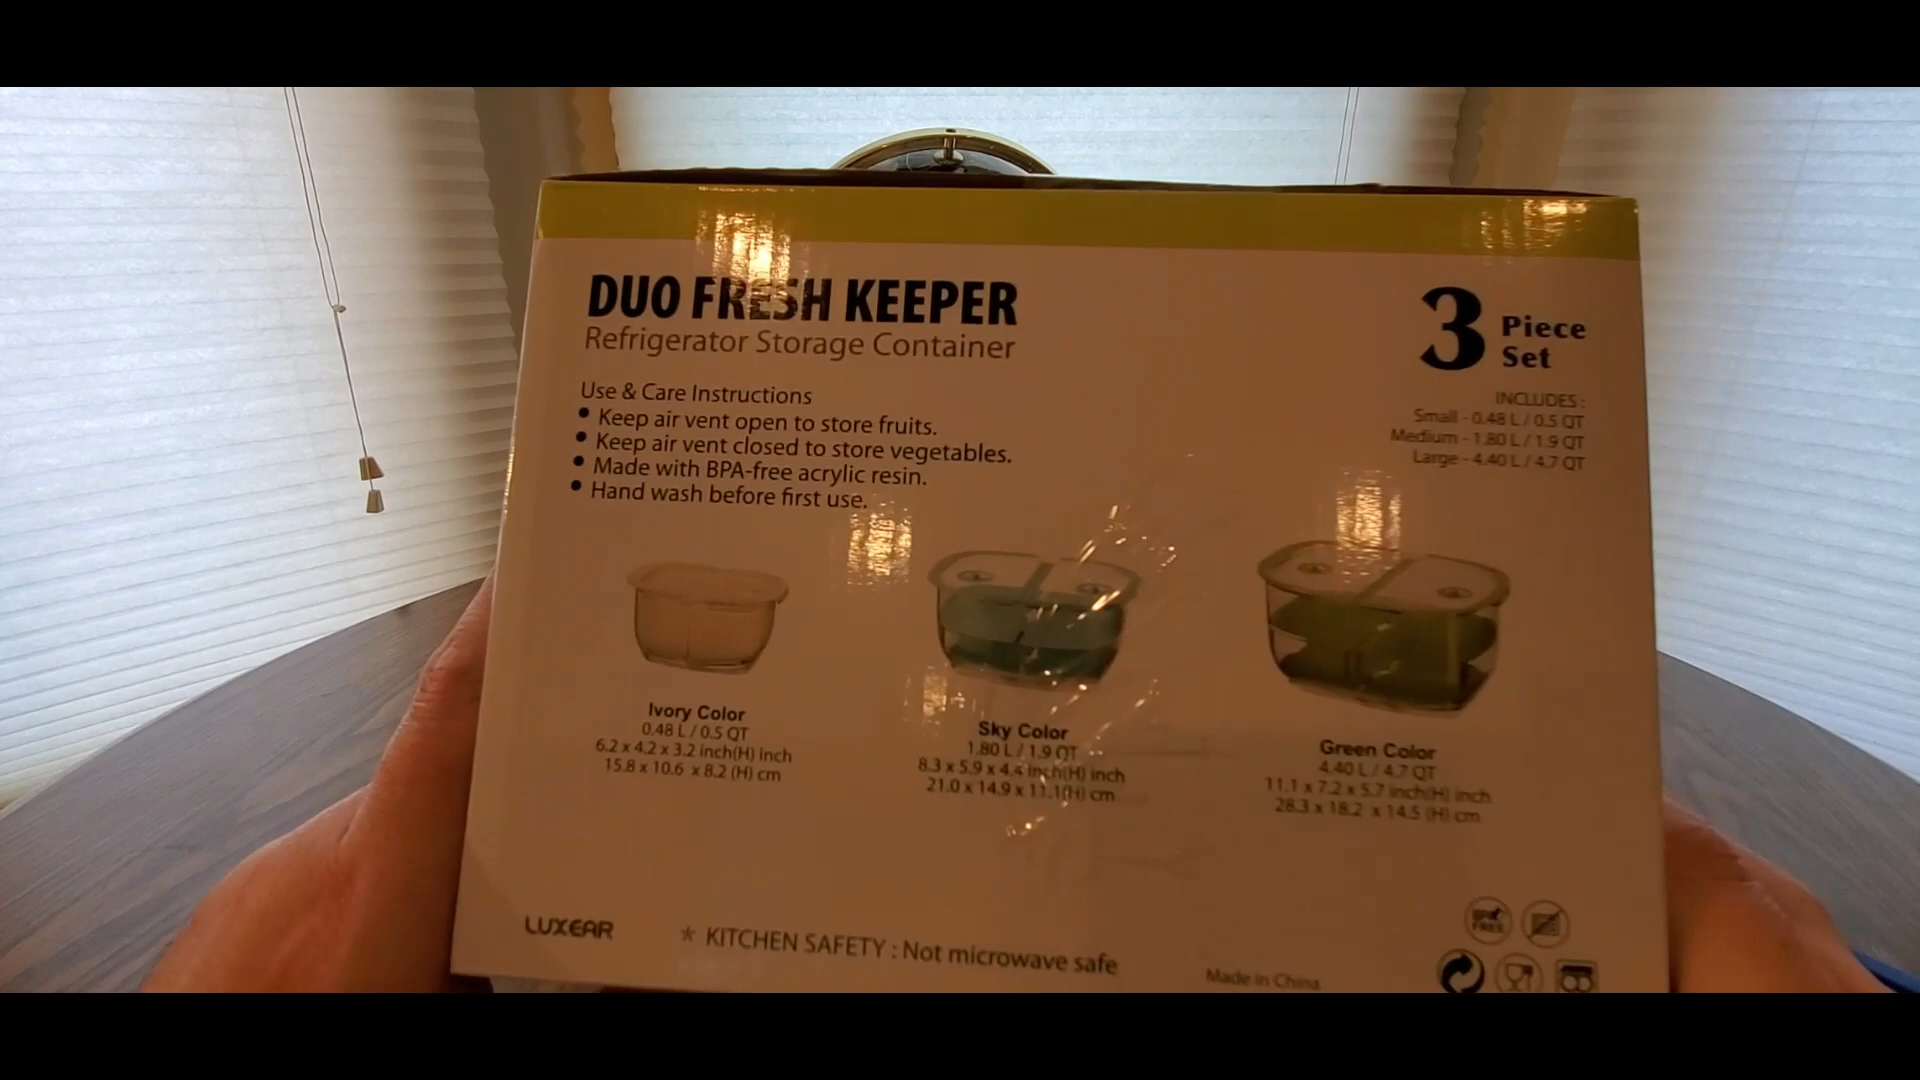 DUO FRESH KEEPER
Refrigerator Storage Container
Use & Care Instructions
• Keep air vent open to store fruits.
• Keep air vent closed to store vegetables.
• Made with BPA-free acrylic resin.
• Hand wash before first use.
3 Piece Set
INCLUDES :
Small - 0.48 L / 0.5 QT
Medium - 1.80 L / 1.9 QT
Large - 4.40 L / 4.7 QT
Ivory Color
0.48 L / 0.5 QT
6.2 x 4.2 x 3.2 inch(H) inch
15.8 x 10.6 x 8.2 (H) cm
Sky Color
1.80 L / 1.9 QT
8.3 x 5.9 x 4.4 inch(H) inch
21.0 x 14.9 x 11.1(H) cm
Green Color
4.40 L / 4.7 QT
11.1 x 7.2 x 5.7 inch(H) inch
28.3 x 18.2 x 14.5 (H) cm
LUXEAR
* KITCHEN SAFETY : Not microwave safe
Made in China
BPA FREE